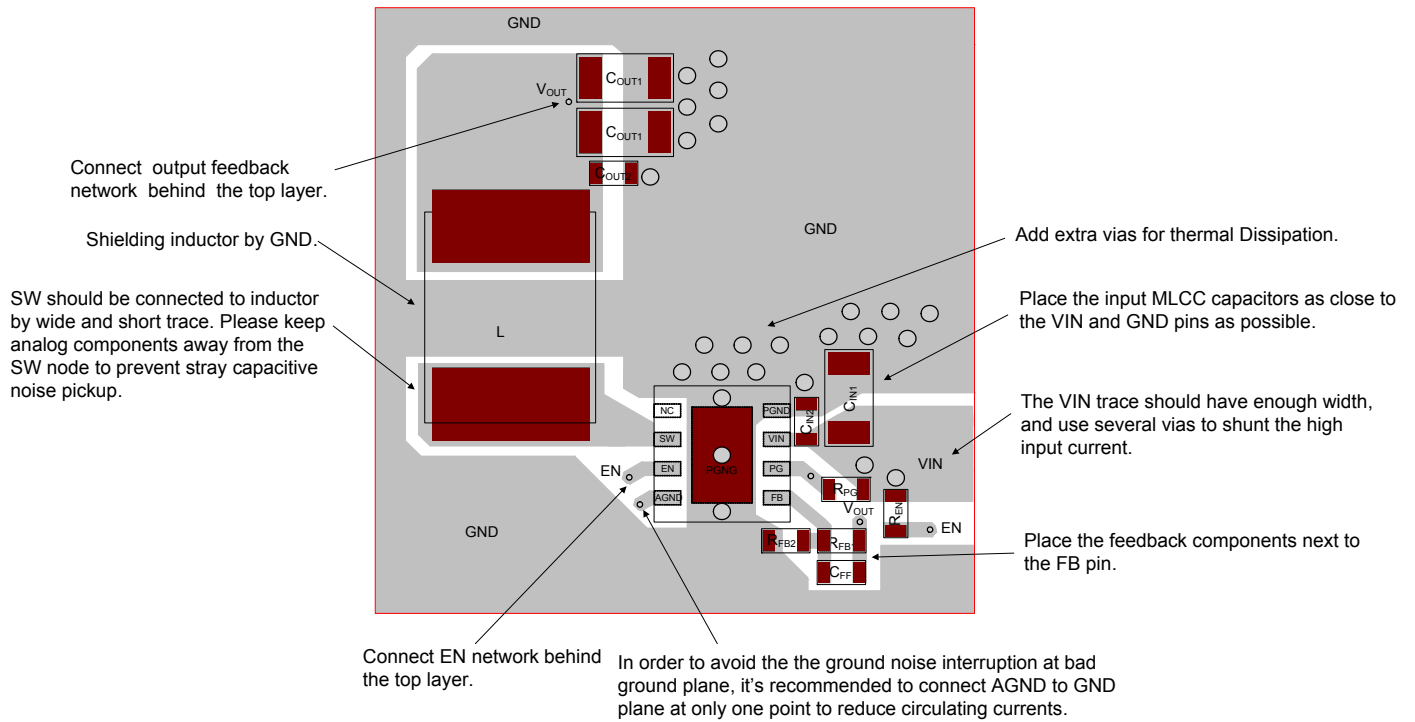 GND
COUT1
VOUT
COUT1
COUT2
Connect output feedback
network behind the top layer.
Shielding inductor by GND.
GND
Add extra vias for thermal Dissipation.
SW should be connected to inductor
by wide and short trace. Please keep
analog components away from the
SW node to prevent stray capacitive
noise pickup.
L
Place the input MLCC capacitors as close to
the VIN and GND pins as possible.
CIN1
CIN2
NC
PGND
SW
VIN
EN
PG
AGND
FB
PGNG
EN
The VIN trace should have enough width,
and use several vias to shunt the high
input current.
VIN
RPG
VOUT
REN
EN
GND
RFB2
RFB1
CFF
Place the feedback components next to
the FB pin.
Connect EN network behind
the top layer.
In order to avoid the the ground noise interruption at bad
ground plane, it's recommended to connect AGND to GND
plane at only one point to reduce circulating currents.